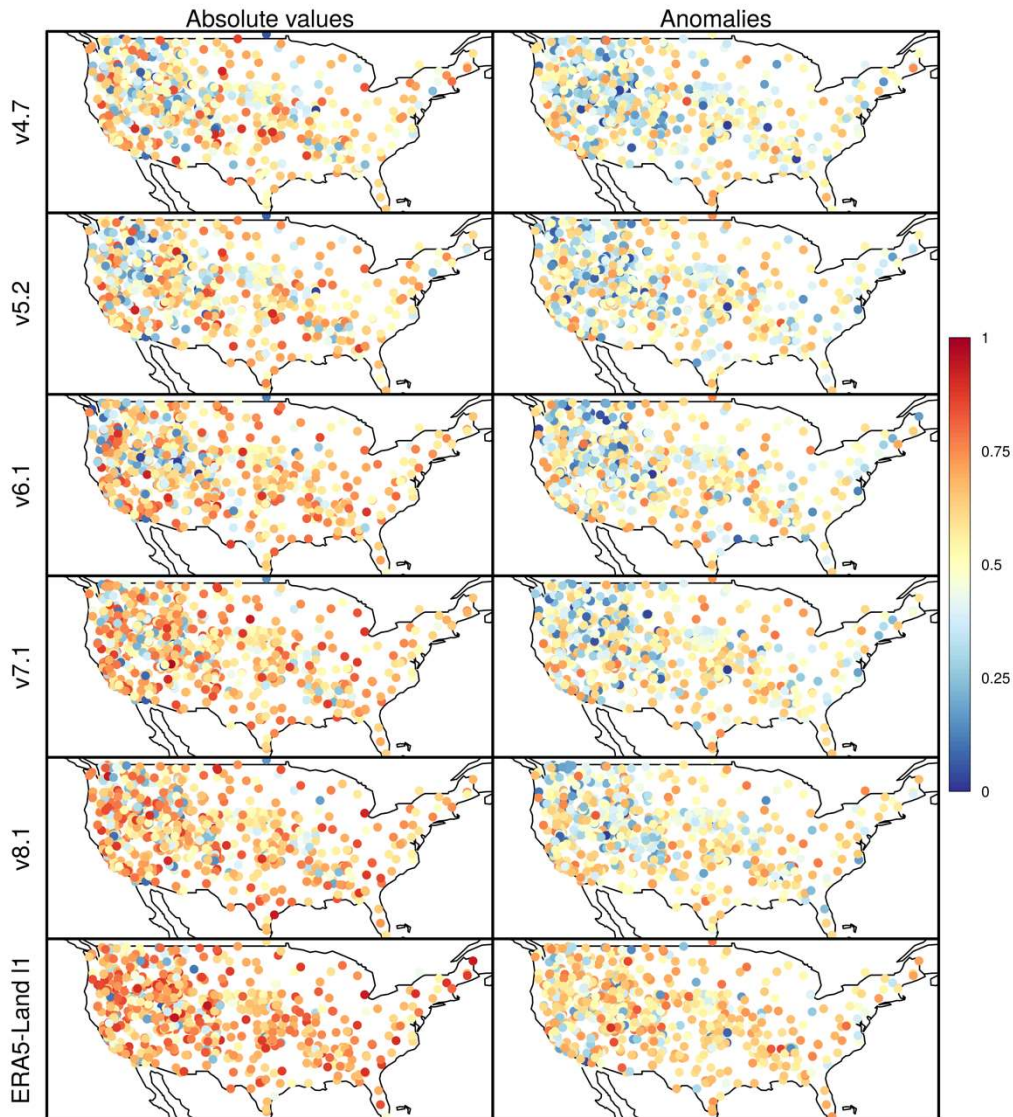 Absolute values
Anomalies
v4.7
v5.2
v6.1
v7.1
v8.1
ERA5-Land l1
1
0.75
0.5
0.25
0